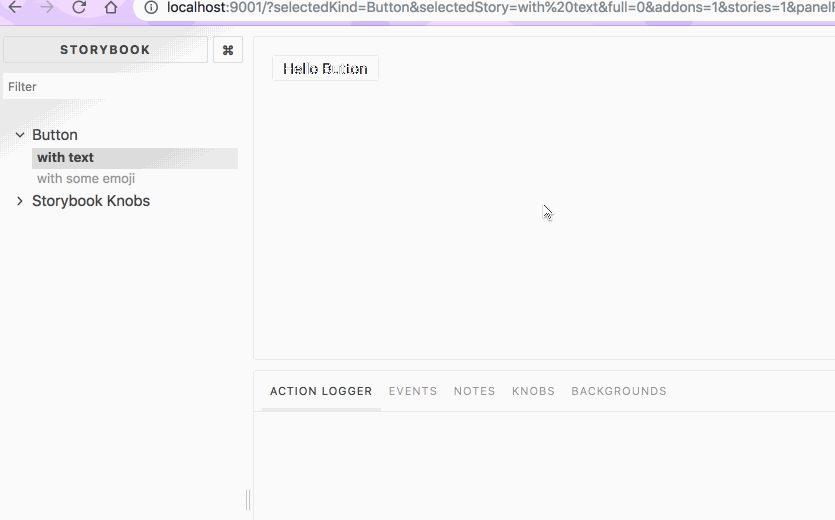 localhost:9001/?selectedKind=Button&selectedStory=with%20text&full=0&addons=1&stories=1&panelR
STORYBOOK ⌘
Filter
Button
with text
with some emoji
Storybook Knobs
Hello Button
ACTION LOGGER EVENTS NOTES KNOBS BACKGROUNDS